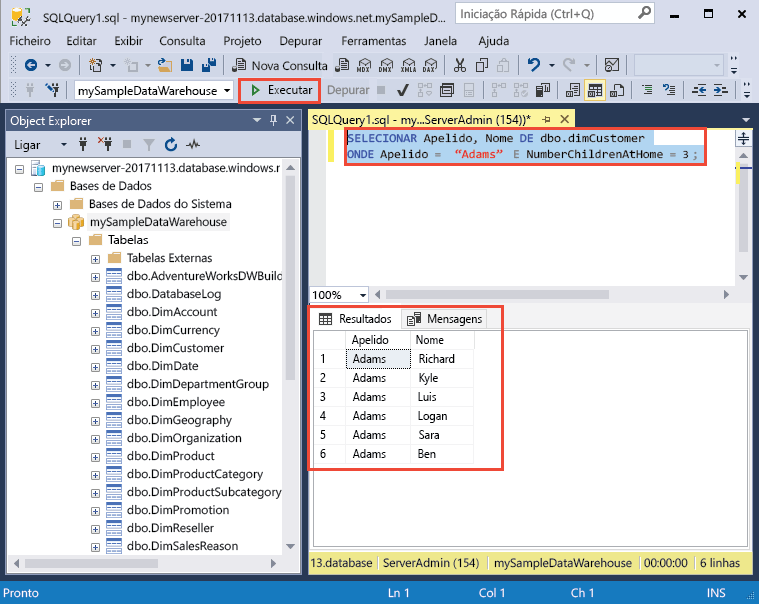 SQLQuery1.sql - mynewserver-20171113.database.windows.net.mySampleD...
Iniciação Rápida (Ctrl+Q)
Ficheiro Editar Exibir Consulta Projeto Depurar Ferramentas Janela Ajuda
Nova Consulta MDX DMX XMLA DAX
mySampleDataWarehouse Executar Depurar
Object Explorer
Ligar
mynewserver-20171113.database.windows.r
Bases de Dados
Bases de Dados do Sistema
mySampleDataWarehouse
Tabelas
Tabelas Externas
dbo.AdventureWorksDWBuild
dbo.DatabaseLog
dbo.DimAccount
dbo.DimCurrency
dbo.DimCustomer
dbo.DimDate
dbo.DimDepartmentGroup
dbo.DimEmployee
dbo.DimGeography
dbo.DimOrganization
dbo.DimProduct
dbo.DimProductCategory
dbo.DimProductSubcategory
dbo.DimPromotion
dbo.DimReseller
dbo.DimSalesReason
SQLQuery1.sql - my...ServerAdmin (154))*
SELECIONAR Apelido, Nome DE dbo.dimCustomer
ONDE Apelido = “Adams” E NumberChildrenAtHome = 3;
100%
Resultados Mensagens
Apelido Nome
1 Adams Richard
2 Adams Kyle
3 Adams Luis
4 Adams Logan
5 Adams Sara
6 Adams Ben
13.database ServerAdmin (154) mySampleDataWarehouse 00:00:00 6 linhas
Pronto Ln 1 Col 1 Ch 1 INS